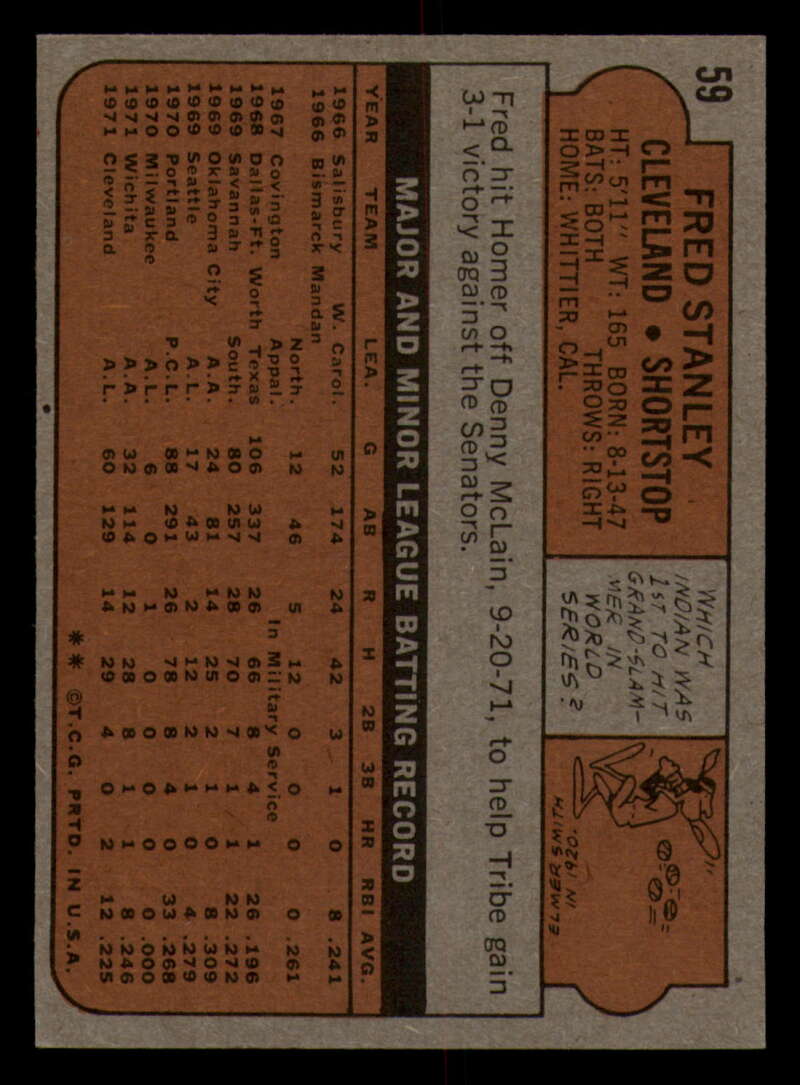 59
FRED STANLEY
CLEVELAND • SHORTSTOP
HT: 5'11" WT: 165 BORN: 8-13-47
BATS: BOTH THROWS: RIGHT
HOME: WHITTIER, CAL.
WHICH
INDIAN WAS
1ST TO HIT
GRAND-SLAM-
MER IN
WORLD
SERIES?
ELMER SMITH
IN 1920.
Fred hit Homer off Denny McLain, 9-20-71, to help Tribe gain
3-1 victory against the Senators.
MAJOR AND MINOR LEAGUE BATTING RECORD
YEAR TEAM LEA. G AB R H 2B 3B HR RBI AVG.
1966 Salisbury W. Carol. 52 174 24 42 3 1 0 8 .241
1966 Bismarck Mandan
North. 12 46 5 12 0 0 0 0 .261
1967 Covington Appal. In Military Service
1968 Dallas-Ft. Worth Texas 106 337 26 66 8 4 1 26 .196
1969 Savannah South. 80 257 28 70 7 1 1 22 .272
1969 Oklahoma City A.A. 24 81 14 25 2 1 0 8 .309
1969 Seattle A.L. 17 43 2 12 2 1 0 4 .279
1970 Portland P.C.L. 88 291 26 78 8 4 0 33 .268
1970 Milwaukee A.L. 6 0 1 0 0 0 0 0 .000
1971 Wichita A.A. 32 114 12 28 8 1 1 8 .246
1971 Cleveland A.L. 60 129 14 29 4 0 2 12 .225
** ©T.C.G. PRTD. IN U.S.A.